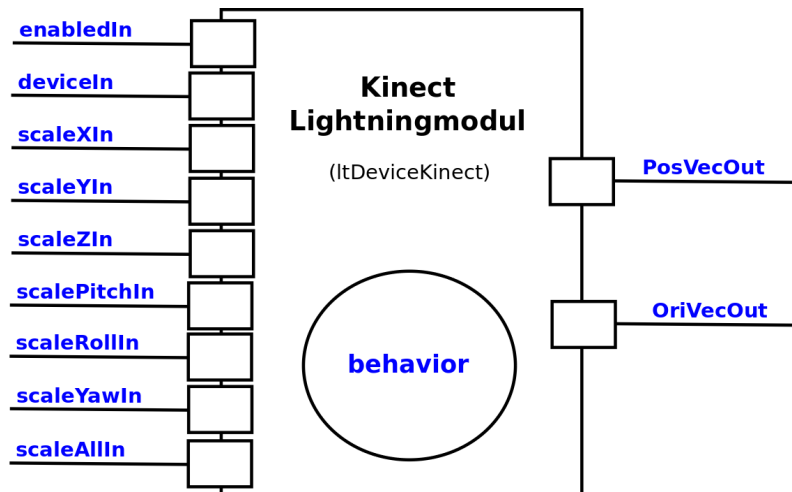 enabledIn
deviceIn
scaleXIn
scaleYIn
scaleZIn
scalePitchIn
scaleRollIn
scaleYawIn
scaleAllIn
Kinect
Lightningmodul
(ltDeviceKinect)
behavior
PosVecOut
OriVecOut